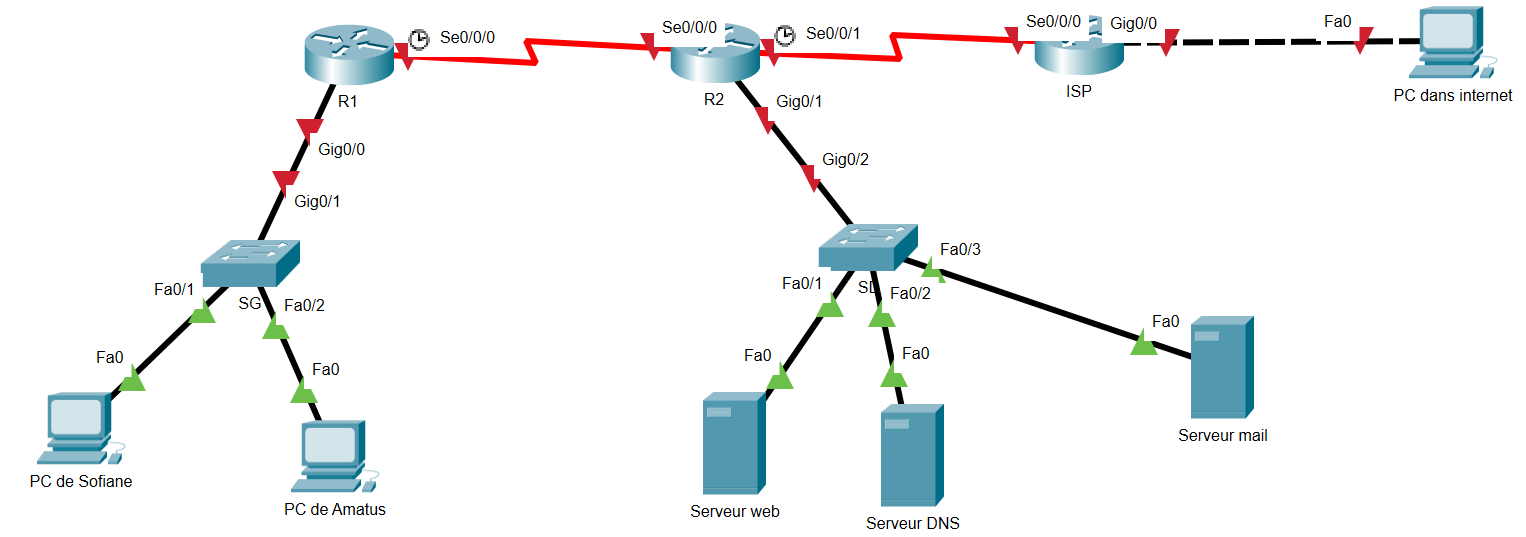 Se0/0/0
Se0/0/0
Se0/0/1
Se0/0/0
Gig0/0
Fa0
R1
R2
ISP
PC dans internet
Gig0/1
Gig0/0
Gig0/2
Gig0/1
Fa0/3
Fa0/1
SG
Fa0/2
Fa0/1
Fa0/2
Fa0
Fa0
Fa0
Fa0
Fa0
Serveur mail
PC de Sofiane
PC de Amatus
Serveur web
Serveur DNS